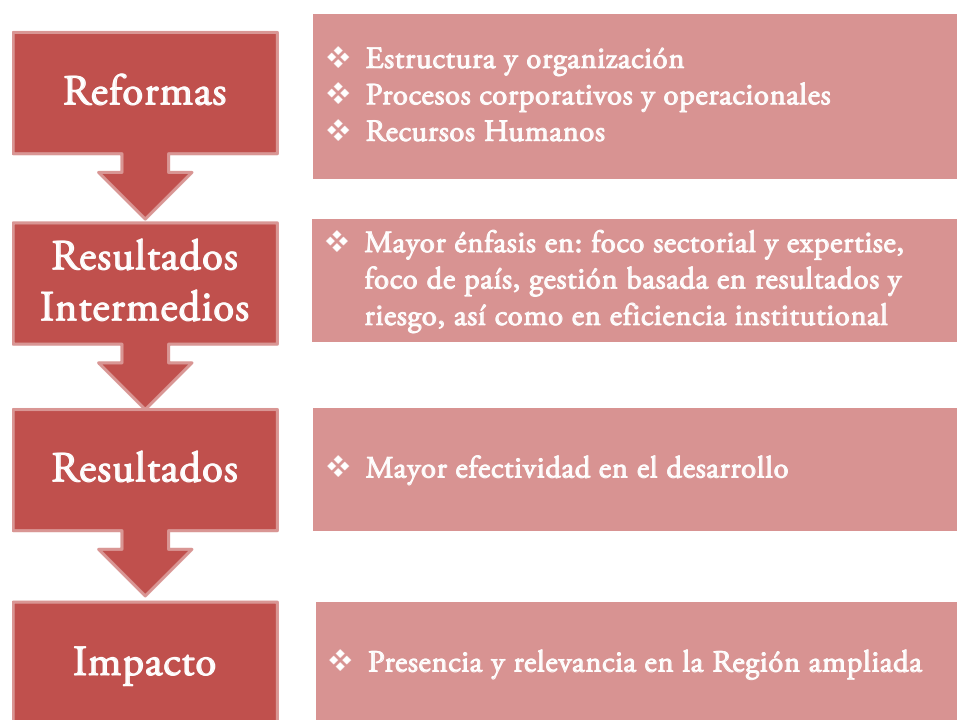 Reformas
❖ Estructura y organización
❖ Procesos corporativos y operacionales
❖ Recursos Humanos
Resultados
Intermedios
❖ Mayor énfasis en: foco sectorial y expertise,
foco de país, gestión basada en resultados y
riesgo, así como en eficiencia institutional
Resultados
❖ Mayor efectividad en el desarrollo
Impacto
❖ Presencia y relevancia en la Región ampliada